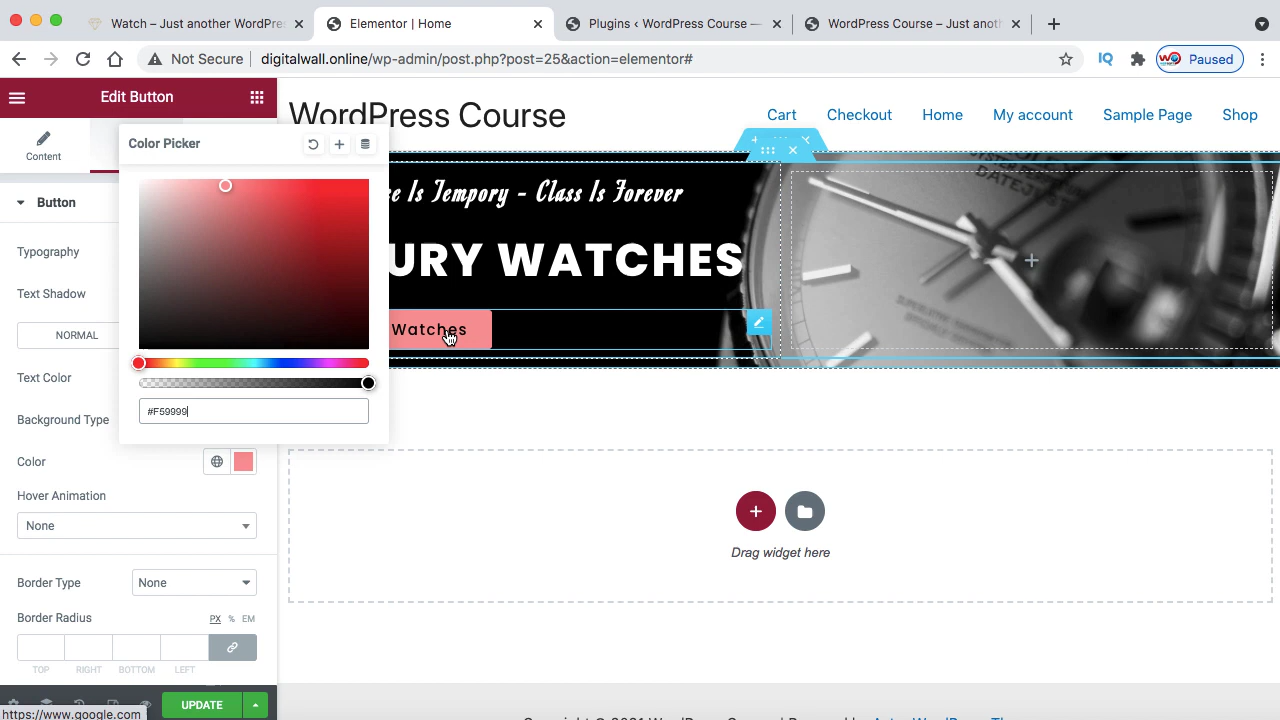 Watch – Just another WordPres
Elementor | Home
Plugins ‹ WordPress Course —
WordPress Course – Just anoth
Not Secure
digitalwall.online/wp-admin/post.php?post=25&action=elementor#
IQ
Paused
Edit Button
WordPress Course
Cart
Checkout
Home
My account
Sample Page
Shop
Content
Color Picker
Button
Typography
Text Shadow
NORMAL
Text Color
Background Type
#F59999
Color
Hover Animation
None
Border Type
None
Border Radius
PX
%
EM
TOP
RIGHT
BOTTOM
LEFT
UPDATE
https://www.google.com
ce Is Tempory - Class Is Forever
URY WATCHES
Watches
Drag widget here